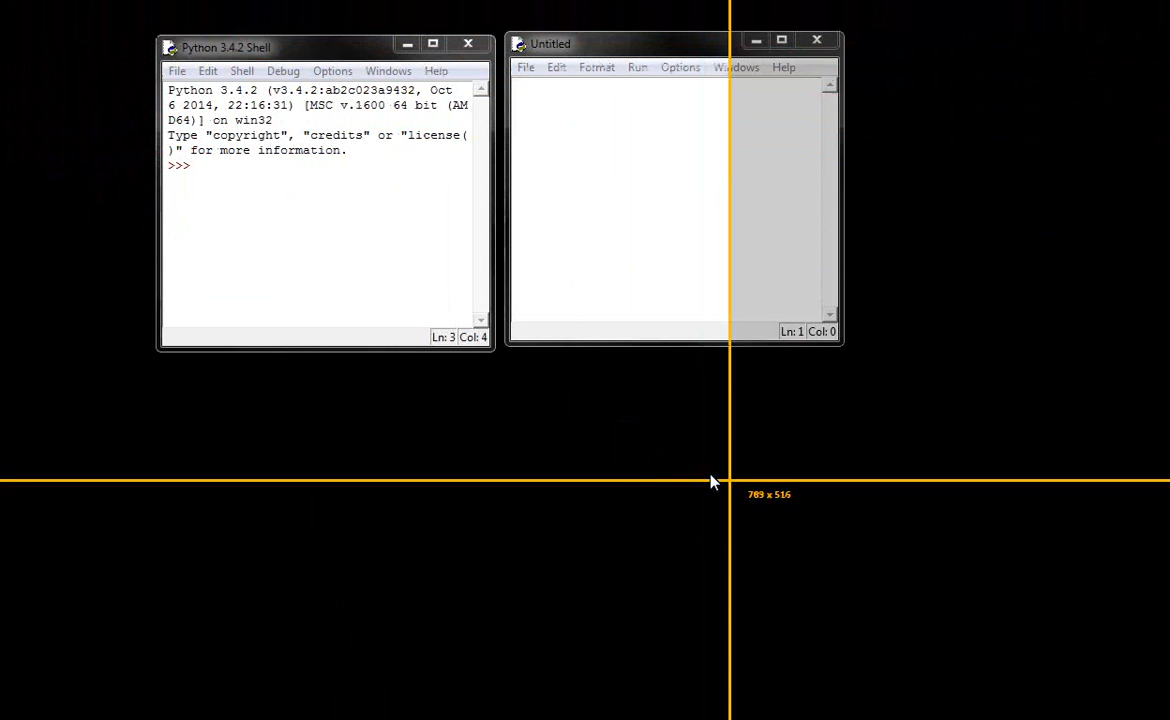 Python 3.4.2 Shell
File Edit Shell Debug Options Windows Help
Python 3.4.2 (v3.4.2:ab2c023a9432, Oct
6 2014, 22:16:31) [MSC v.1600 64 bit (AM
D64)] on win32
Type "copyright", "credits" or "license(
)" for more information.
>>>
Ln: 3 Col: 4
Untitled
File Edit Format Run Options Windows Help
Ln: 1 Col: 0
789 x 516